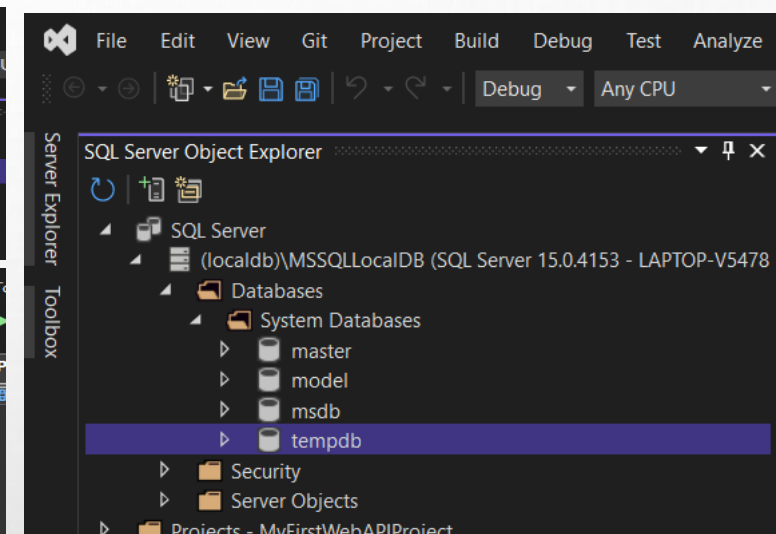 File Edit View Git Project Build Debug Test Analyze
Debug Any CPU
Server Explorer
Toolbox
SQL Server Object Explorer
SQL Server
(localdb)\MSSQLLocalDB (SQL Server 15.0.4153 - LAPTOP-V5478
Databases
System Databases
master
model
msdb
tempdb
Security
Server Objects
Projects - MyFirstWebAPIProject